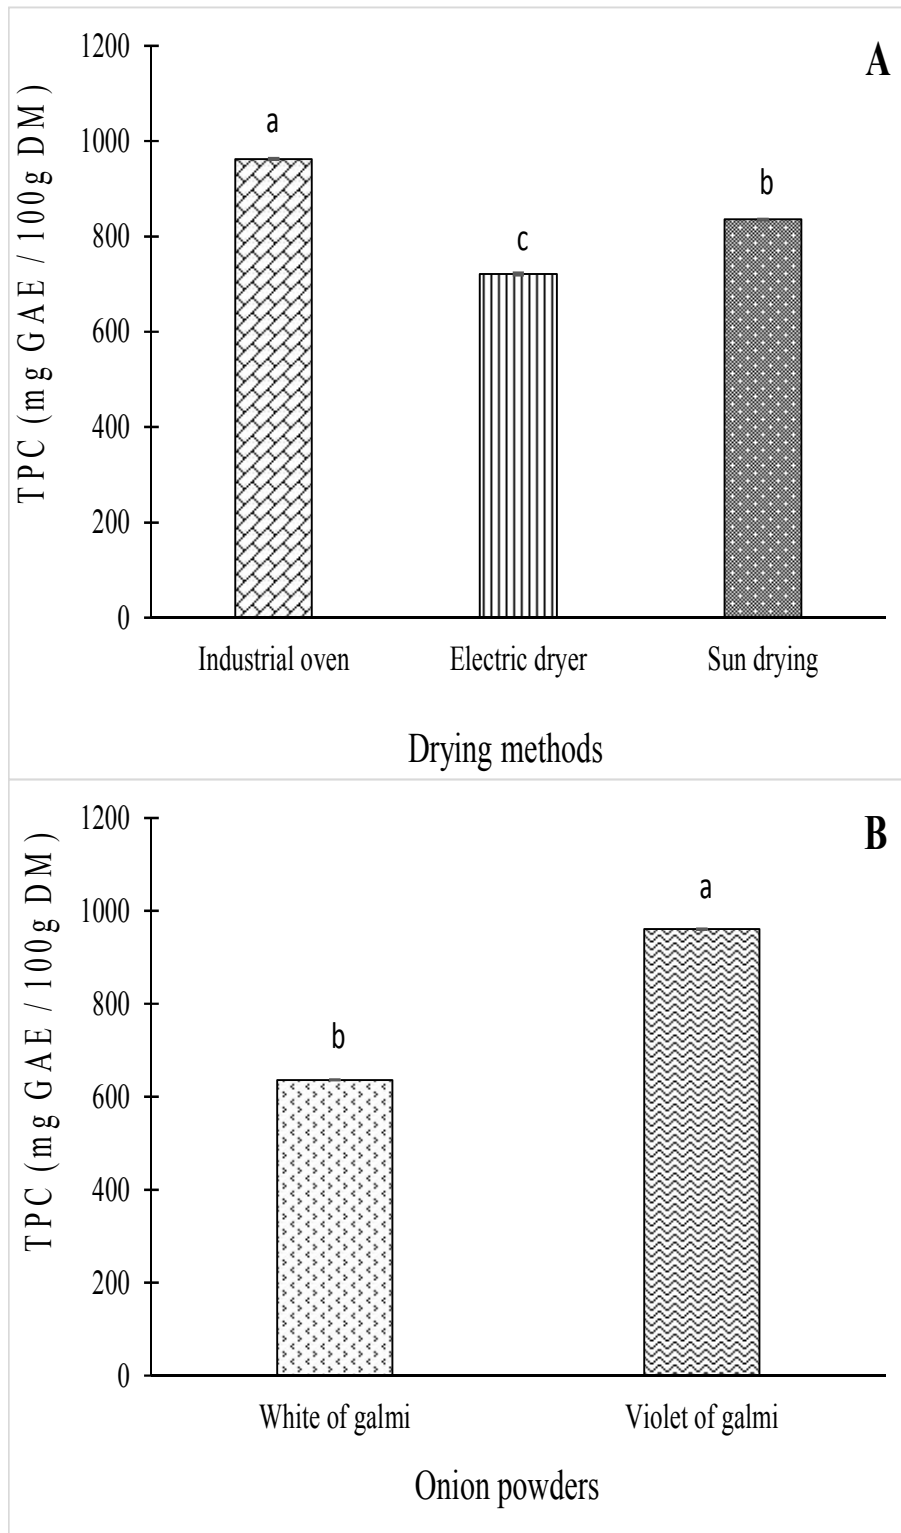 A
TPC (mg GAE / 100g DM)
1200
1000
800
600
400
200
0
a
c
b
Industrial oven
Electric dryer
Sun drying
Drying methods
B
TPC (mg GAE / 100g DM)
1200
1000
800
600
400
200
0
b
a
White of galmi
Violet of galmi
Onion powders